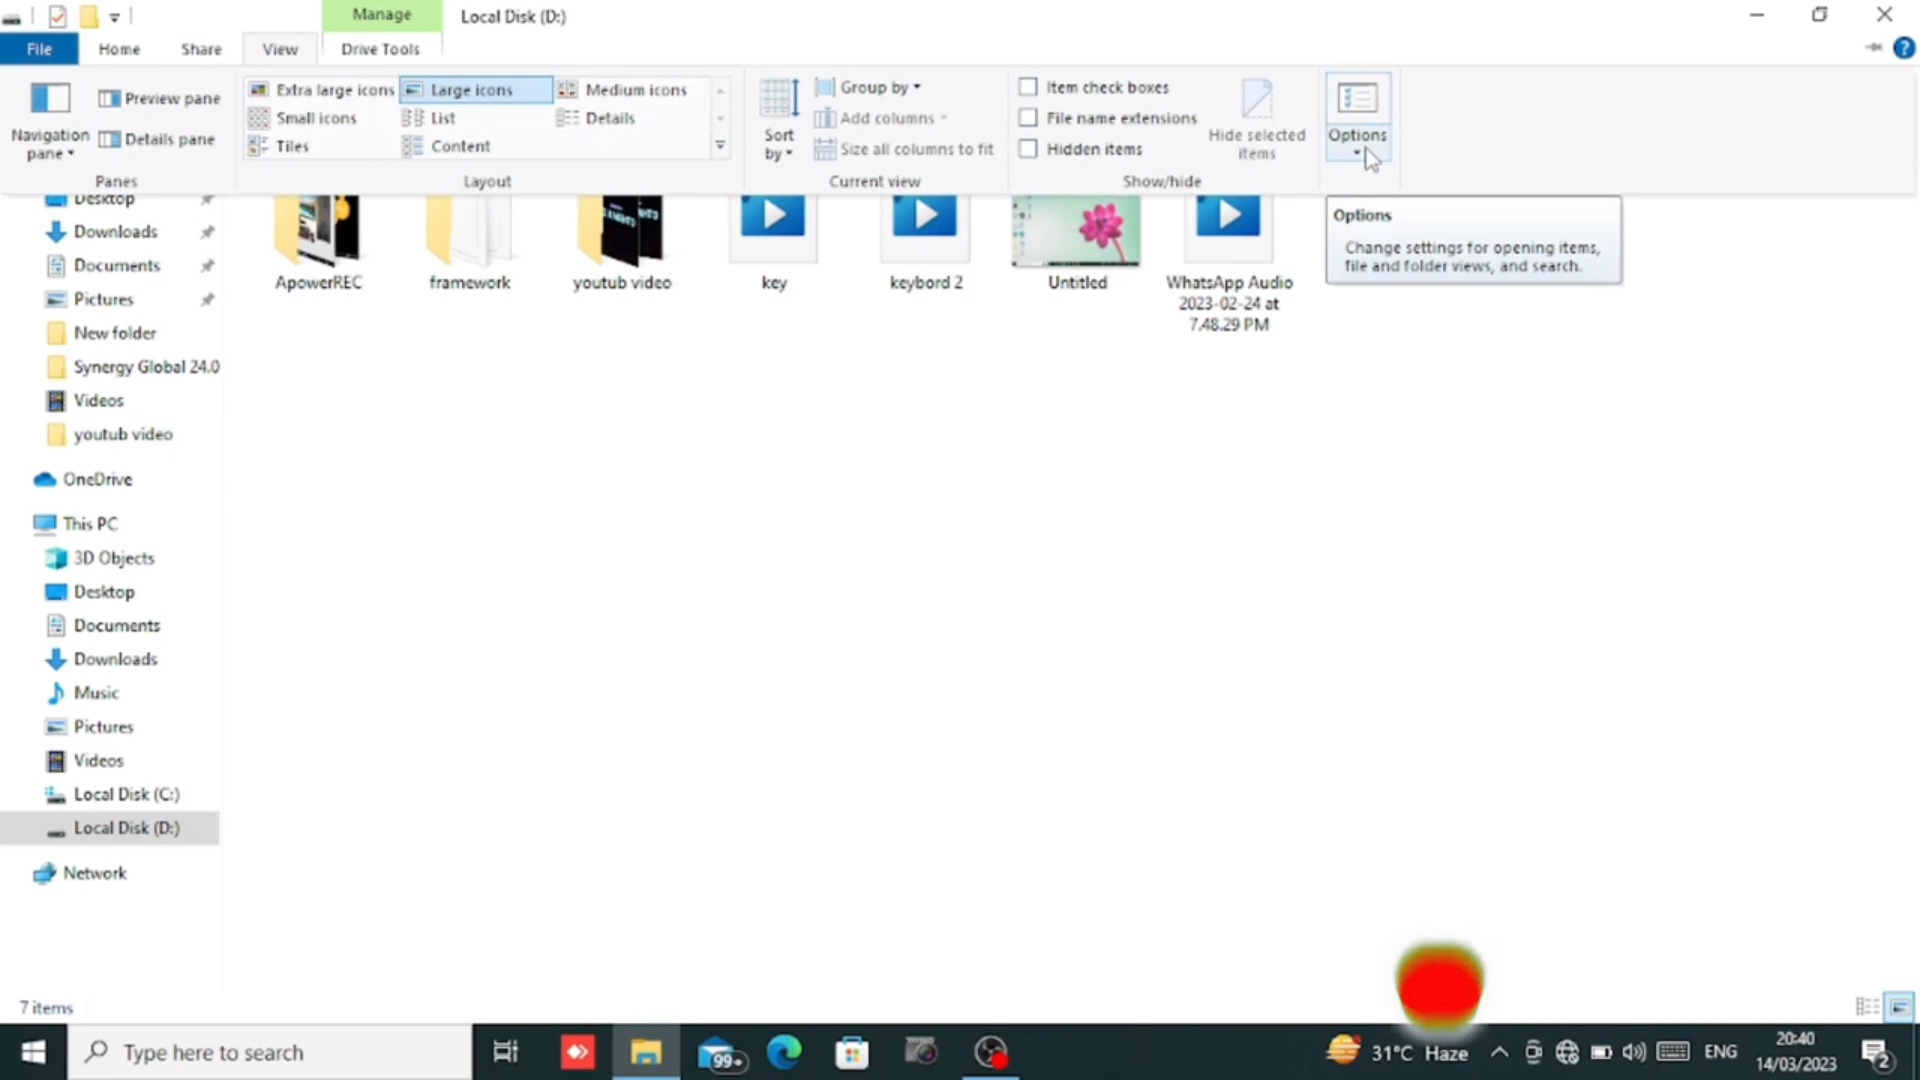 Manage
Local Disk (D:)
File
Home
Share
View
Drive Tools
Navigation
pane
Preview pane
Details pane
Panes
Extra large icons
Large icons
Medium icons
Small icons
List
Details
Tiles
Content
Layout
Sort
by
Group by
Add columns
Size all columns to fit
Current view
Item check boxes
File name extensions
Hidden items
Hide selected
items
Show/hide
Options
Options
Change settings for opening items,
file and folder views, and search.
Desktop
Downloads
Documents
Pictures
New folder
Synergy Global 24.0
Videos
youtub video
OneDrive
This PC
3D Objects
Desktop
Documents
Downloads
Music
Pictures
Videos
Local Disk (C:)
Local Disk (D:)
Network
ApowerREC
framework
youtub video
key
keybord 2
Untitled
WhatsApp Audio
2023-02-24 at
7.48.29 PM
7 items
Type here to search
99+
31°C Haze
ENG
20:40
14/03/2023
2